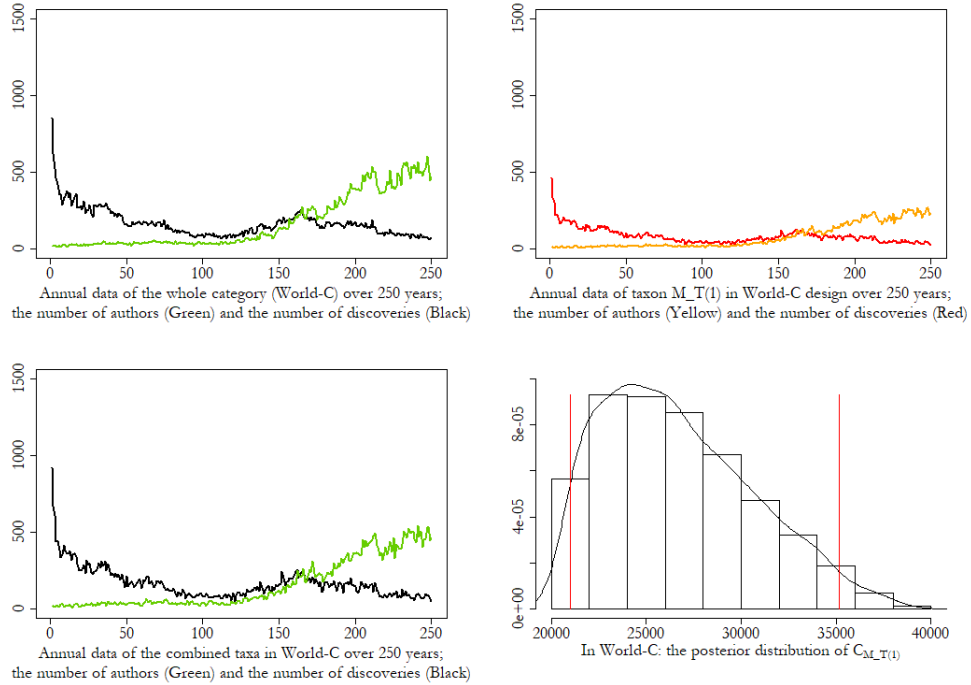 1500
1000
500
0
0 50 100 150 200 250
Annual data of the whole category (World-C) over 250 years;
the number of authors (Green) and the number of discoveries (Black)
1500
1000
500
0
0 50 100 150 200 250
Annual data of taxon M_T(1) in World-C design over 250 years;
the number of authors (Yellow) and the number of discoveries (Red)
1500
1000
500
0
0 50 100 150 200 250
Annual data of the combined taxa in World-C over 250 years;
the number of authors (Green) and the number of discoveries (Black)
8e-05
4e-05
0e+00
20000 25000 30000 35000 40000
In World-C: the posterior distribution of C_M_T(1)